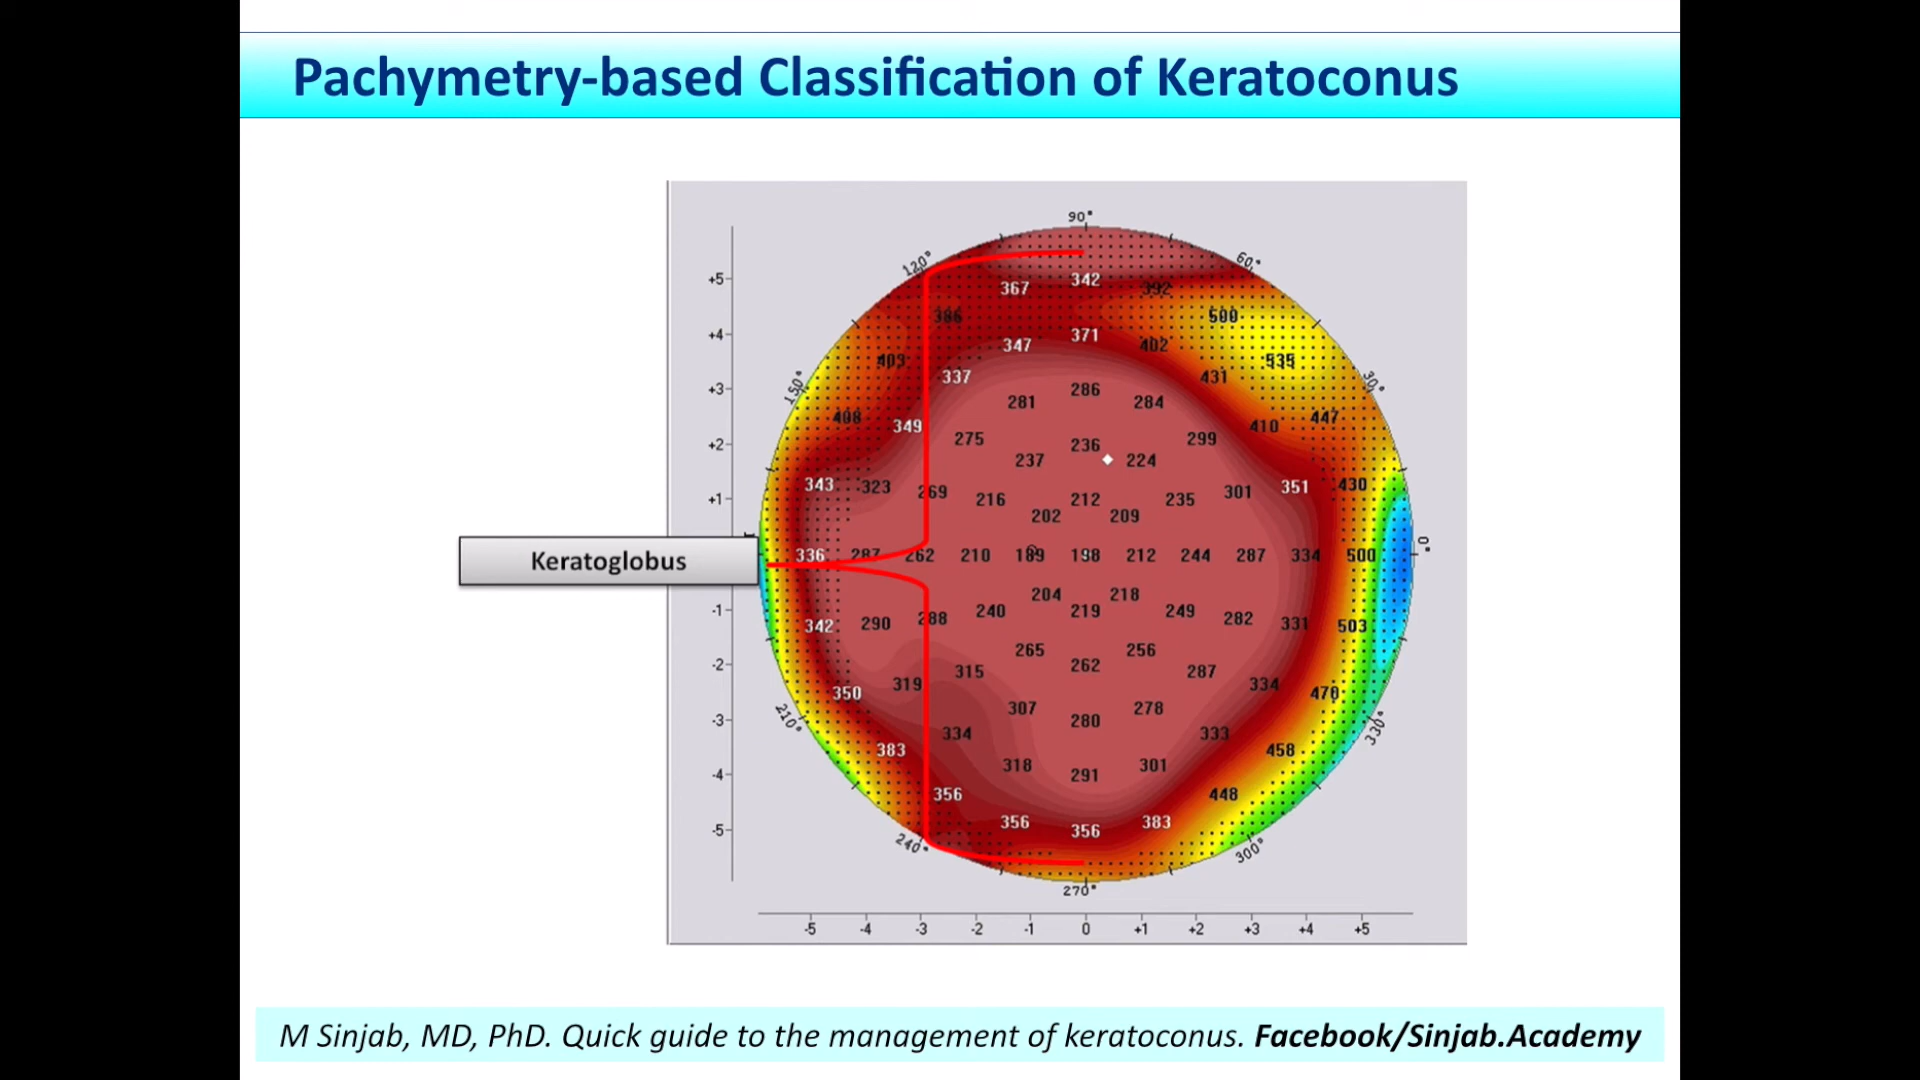 Pachymetry-based Classification of Keratoconus
90°
120° 60°
+5 367 342 392
386 500
+4 347 371 402
403 535
150° 337 431 30°
+3 281 286 284
408 349 410 447
+2 275 236 299
237 224
343 323 269 216 212 235 301 351 430
+1
202 209
Keratoglobus
336 287 262 210 189 198 212 244 287 334 500 0°
204 218
-1 342 290 288 240 219 249 282 331 503
265 256
-2 315 262 287
350 319 334 470
210° 307 278 330°
-3 334 280 333
383 458
318 301
-4 291
356 448
356 383
-5 356
240° 300°
270°
-5 -4 -3 -2 -1 0 +1 +2 +3 +4 +5
M Sinjab, MD, PhD. Quick guide to the management of keratoconus. Facebook/Sinjab.Academy